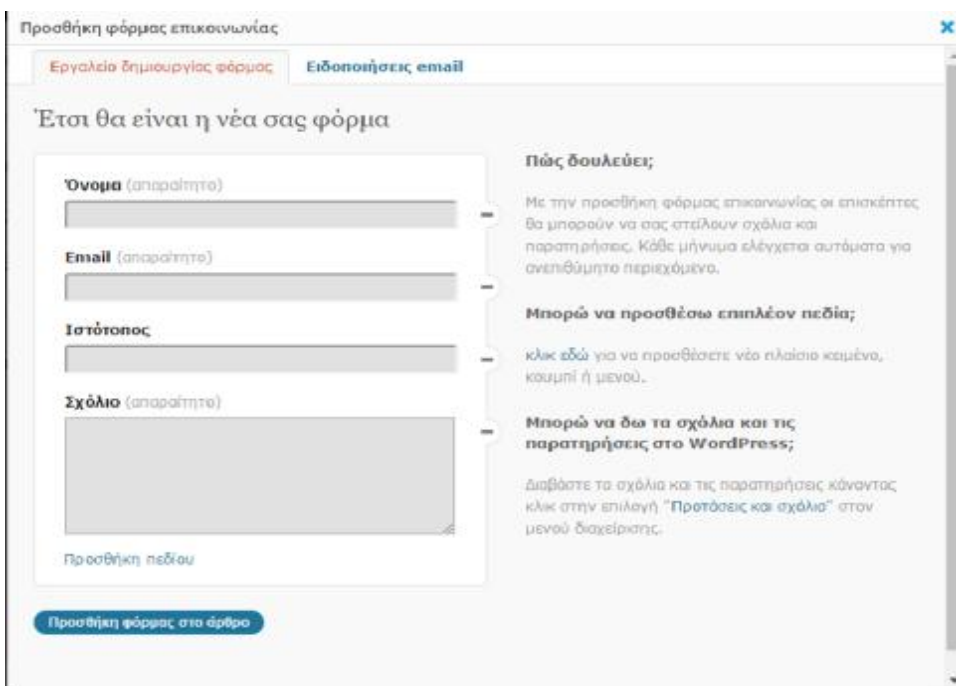 Προσθήκη φόρμας επικοινωνίας
Εργαλείο δημιουργίας φόρμας
Ειδοποιήσεις email
Έτσι θα είναι η νέα σας φόρμα
Όνομα (απαραίτητο)
Email (απαραίτητο)
Ιστότοπος
Σχόλιο (απαραίτητο)
Προσθήκη πεδίου
Προσθήκη φόρμας στο άρθρο
Πώς δουλεύει;
Με την προσθήκη φόρμας επικοινωνίας οι επισκέπτες
θα μπορούν να σας στείλουν σχόλια και
παρατηρήσεις. Κάθε μήνυμα ελέγχεται αυτόματα για
ανεπιθύμητο περιεχόμενο.
Μπορώ να προσθέσω επιπλέον πεδία;
κλικ εδώ για να προσθέσετε νέο πλαίσιο κειμένο,
κουμπί ή μενού.
Μπορώ να δω τα σχόλια και τις
παρατηρήσεις στο WordPress;
Διαβάστε τα σχόλια και τις παρατηρήσεις κάνοντας
κλικ στην επιλογή "Προτάσεις και σχόλια" στον
μενού διαχείρισης.